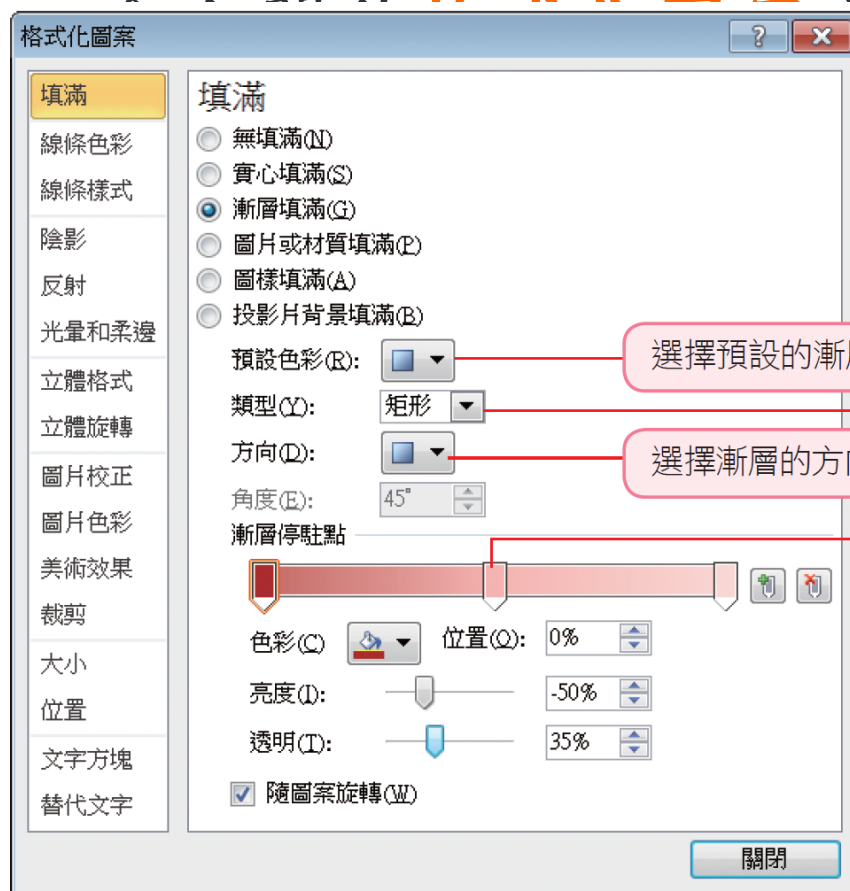 格式化圖案
填滿
線條色彩
線條樣式
陰影
反射
光暈和柔邊
立體格式
立體旋轉
圖片校正
圖片色彩
美術效果
裁剪
大小
位置
文字方塊
替代文字
填滿
無填滿(N)
實心填滿(S)
漸層填滿(G)
圖片或材質填滿(P)
圖樣填滿(A)
投影片背景填滿(B)
預設色彩(R):
選擇預設的漸
類型(Y): 矩形
方向(D):
選擇漸層的方
角度(E): 45°
漸層停駐點
色彩(C) 位置(O): 0%
亮度(I): -50%
透明(T): 35%
隨圖案旋轉(W)
關閉